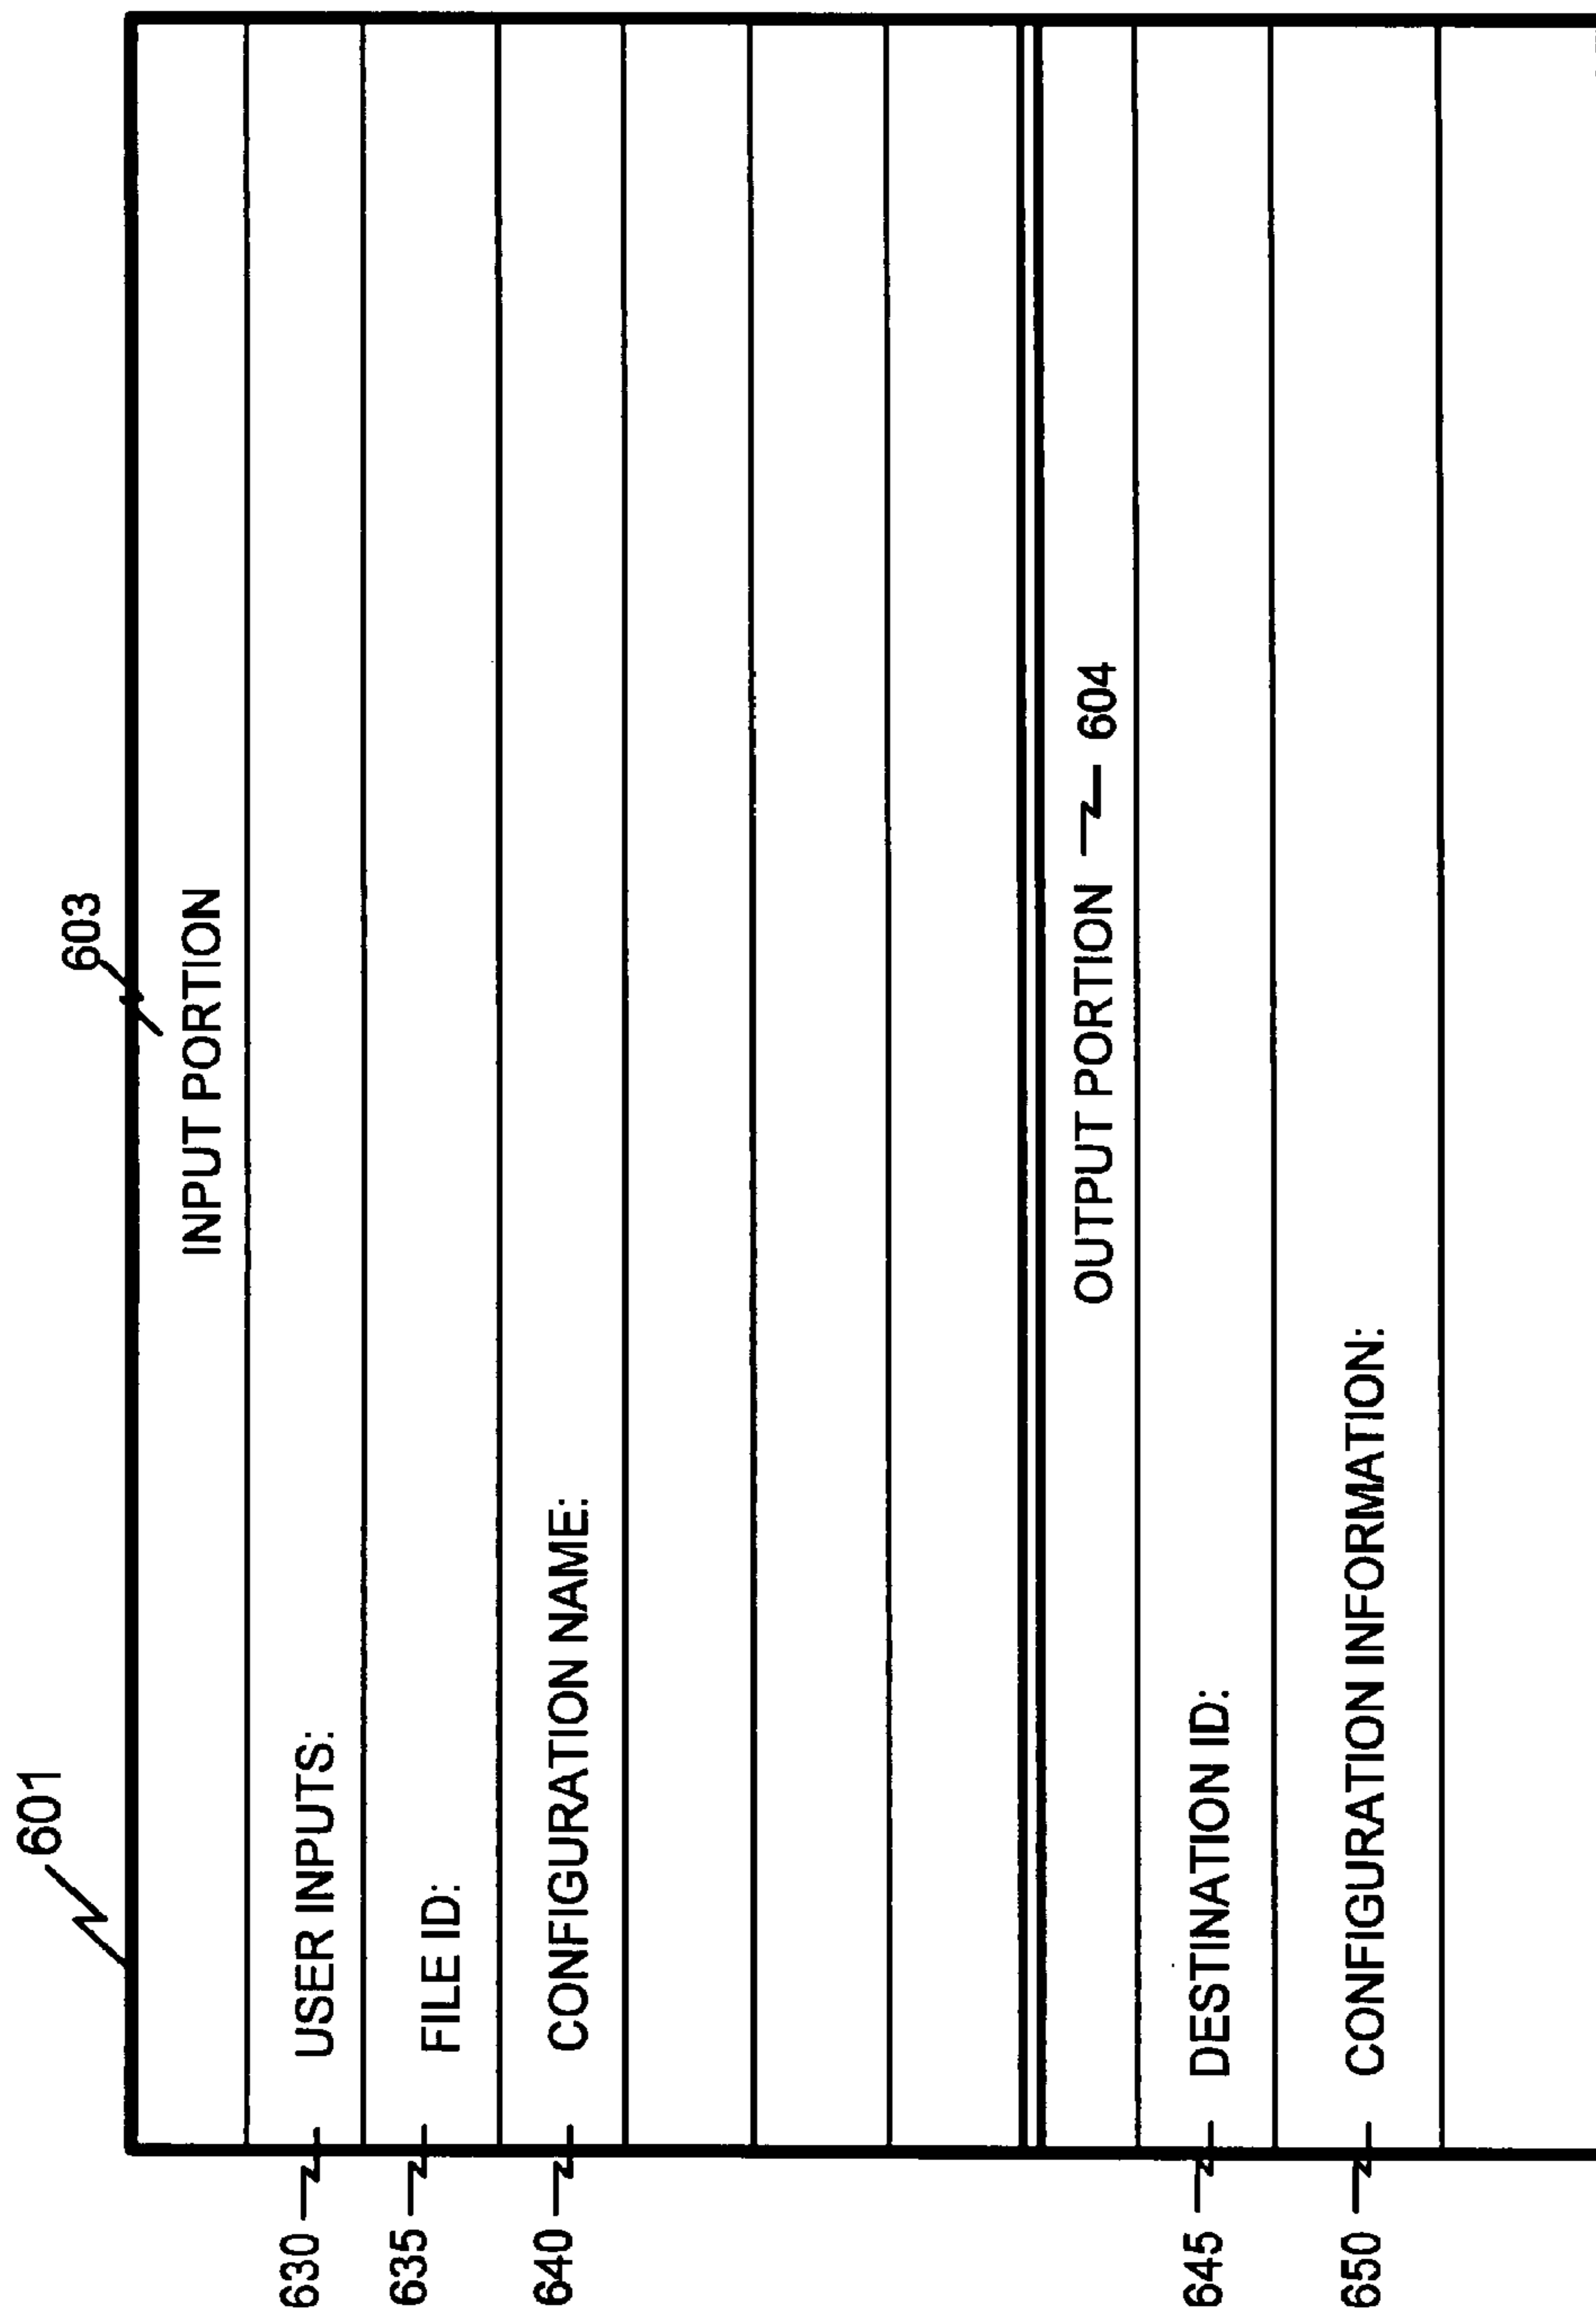 601
603
INPUT PORTION
630 USER INPUTS:
635 FILE ID:
640 CONFIGURATION NAME:
OUTPUT PORTION 604
645 DESTINATION ID:
650 CONFIGURATION INFORMATION: